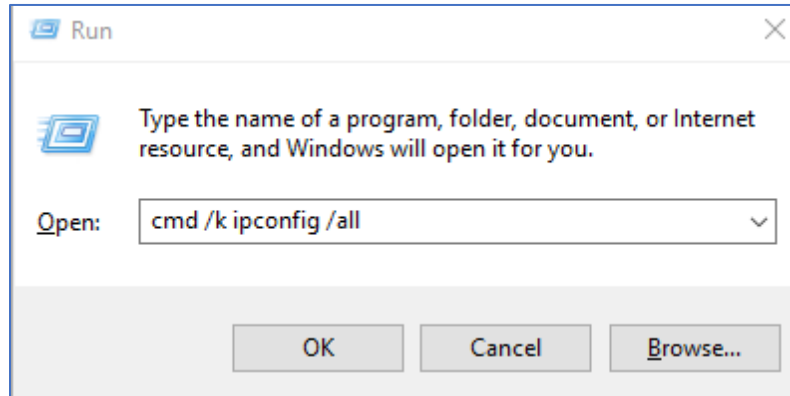 Run
Type the name of a program, folder, document, or Internet
resource, and Windows will open it for you.
Open: cmd /k ipconfig /all
OK Cancel Browse...